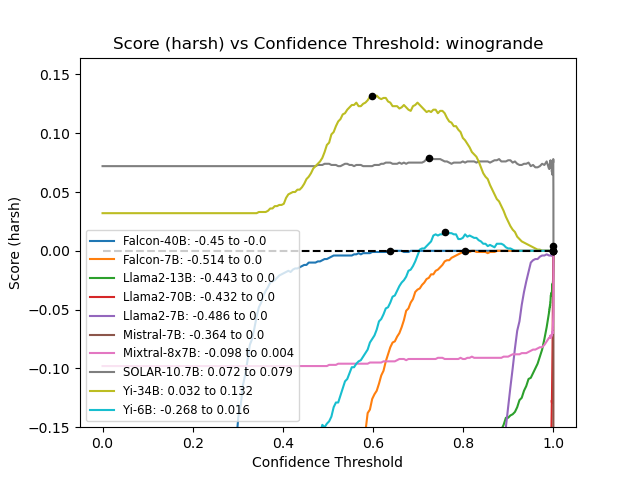 Score (harsh) vs Confidence Threshold: winogrande
0.15
0.10
0.05
0.00
−0.05
−0.10
−0.15
Score (harsh)
Falcon-40B: -0.45 to -0.0
Falcon-7B: -0.514 to 0.0
Llama2-13B: -0.443 to 0.0
Llama2-70B: -0.432 to 0.0
Llama2-7B: -0.486 to 0.0
Mistral-7B: -0.364 to 0.0
Mixtral-8x7B: -0.098 to 0.004
SOLAR-10.7B: 0.072 to 0.079
Yi-34B: 0.032 to 0.132
Yi-6B: -0.268 to 0.016
0.0 0.2 0.4 0.6 0.8 1.0
Confidence Threshold